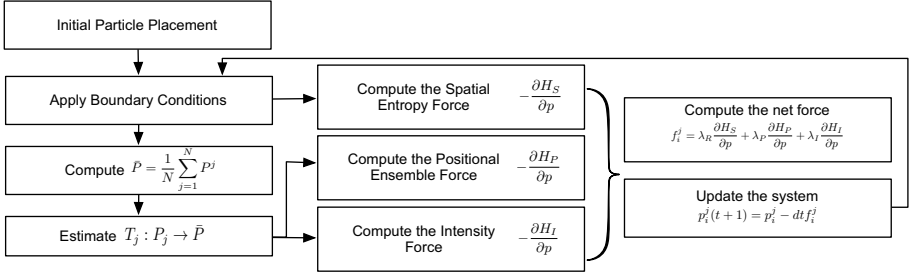 Initial Particle Placement
Apply Boundary Conditions
Compute $\bar{P} = \frac{1}{N} \sum_{j=1}^{N} P^j$
Estimate $T_j : P_j \rightarrow \bar{P}$
Compute the Spatial
Entropy Force $-\frac{\partial H_S}{\partial p}$
Compute the Positional
Ensemble Force $-\frac{\partial H_P}{\partial p}$
Compute the Intensity
Force $-\frac{\partial H_I}{\partial p}$
Compute the net force
$f_i^j = \lambda_R \frac{\partial H_S}{\partial p} + \lambda_P \frac{\partial H_P}{\partial p} + \lambda_I \frac{\partial H_I}{\partial p}$
Update the system
$p_i^j(t+1) = p_i^j - dt f_i^j$